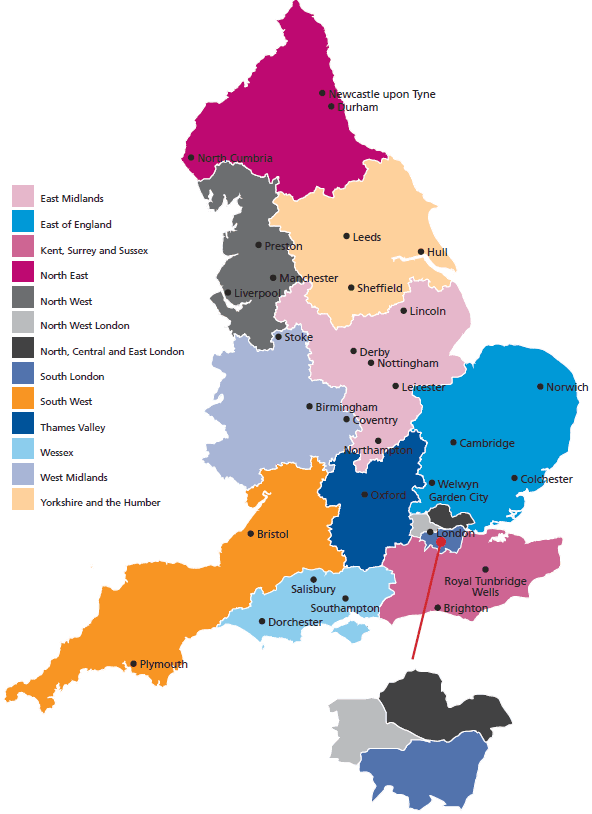 Newcastle upon Tyne
Durham
North Cumbria
East Midlands
East of England
Kent, Surrey and Sussex
North East
North West
North West London
North, Central and East London
South London
South West
Thames Valley
Wessex
West Midlands
Yorkshire and the Humber
Leeds
Preston
Hull
Manchester
Liverpool
Sheffield
Lincoln
Stoke
Derby
Nottingham
Leicester
Norwich
Birmingham
Coventry
Northampton
Cambridge
Colchester
Welwyn
Garden City
Oxford
Bristol
London
Royal Tunbridge
Wells
Salisbury
Southampton
Brighton
Dorchester
Plymouth